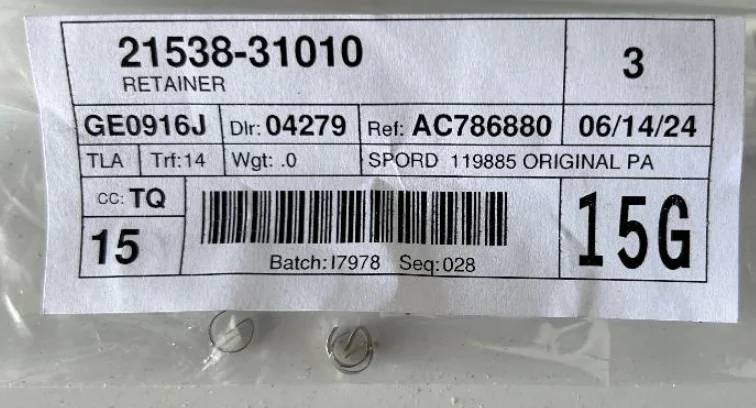 21538-31010
RETAINER
3
GE0916J Dlr: 04279 Ref: AC786880 06/14/24
TLA Trf:14 Wgt: .0 SPORD 119885 ORIGINAL PA
CC: TQ
15
15G
Batch:I7978 Seq:028